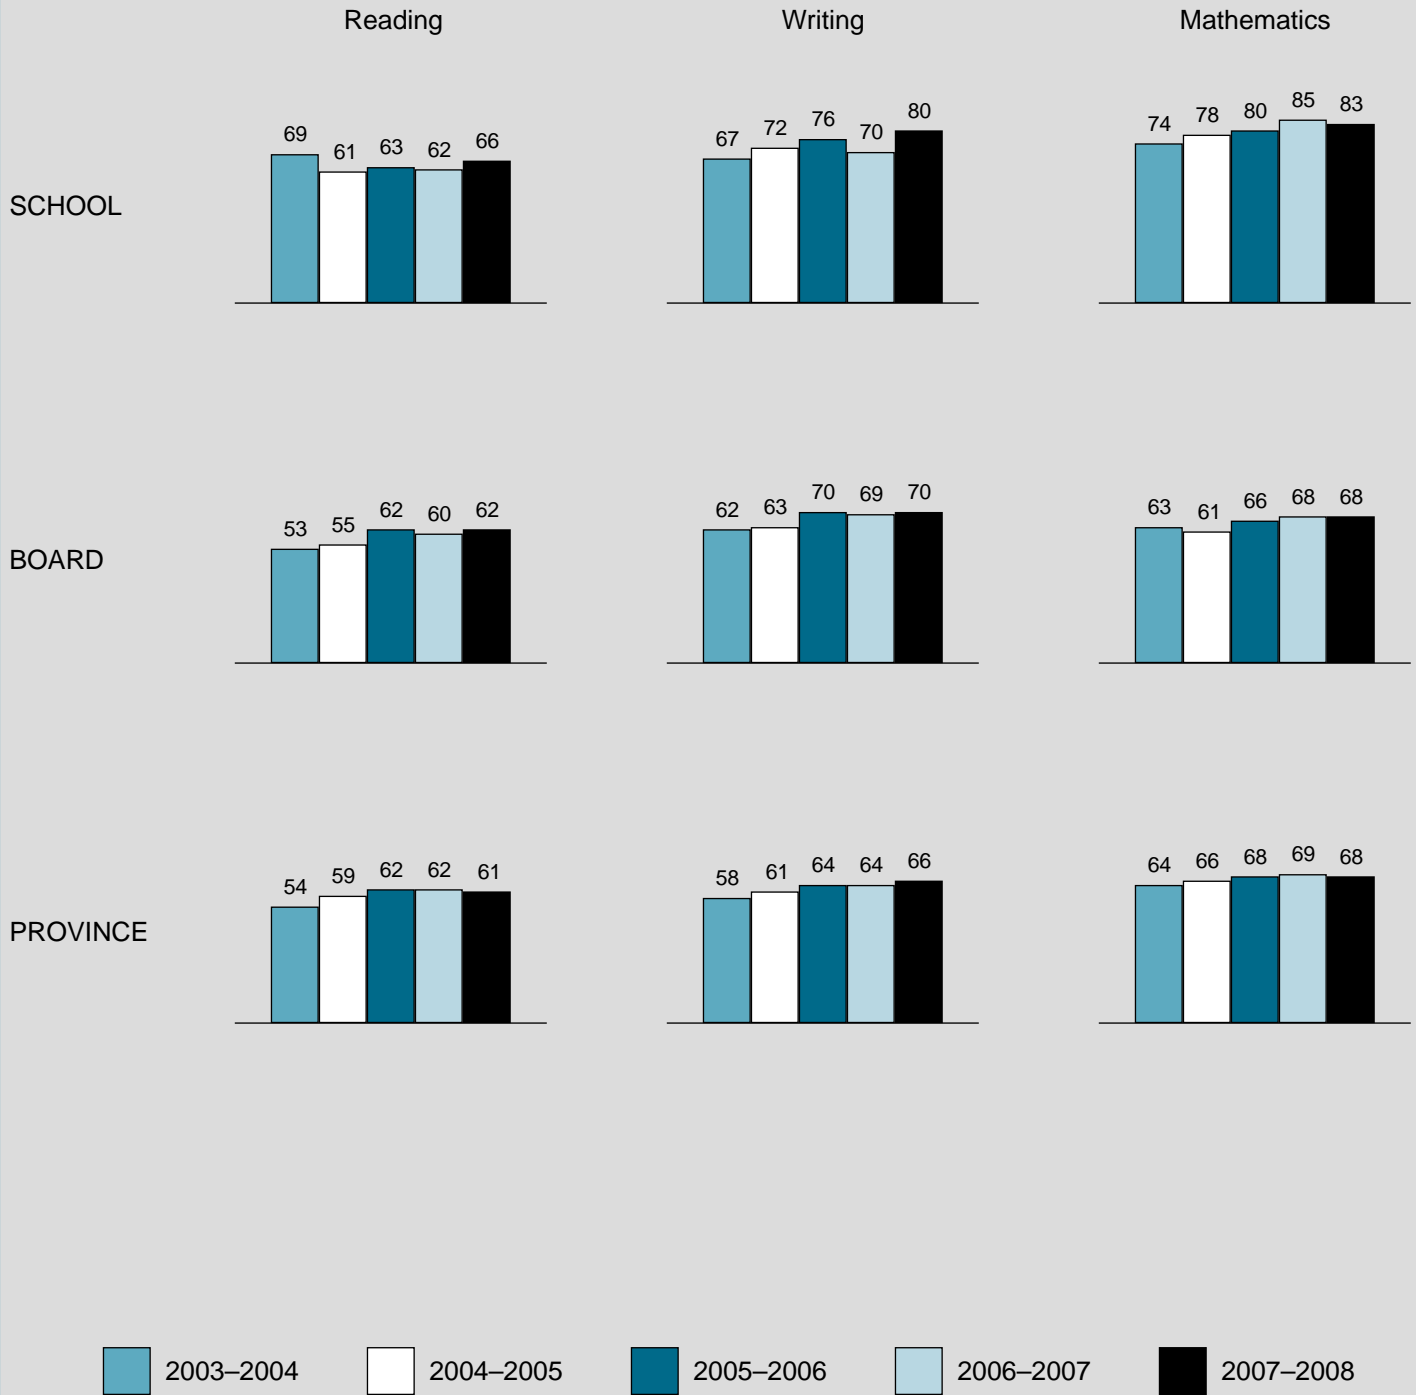 Reading Writing Mathematics
69 61 63 62 66
67 72 76 70 80
74 78 80 85 83
SCHOOL
53 55 62 60 62
62 63 70 69 70
63 61 66 68 68
BOARD
54 59 62 62 61
58 61 64 64 66
64 66 68 69 68
PROVINCE
2003–2004 2004–2005 2005–2006 2006–2007 2007–2008